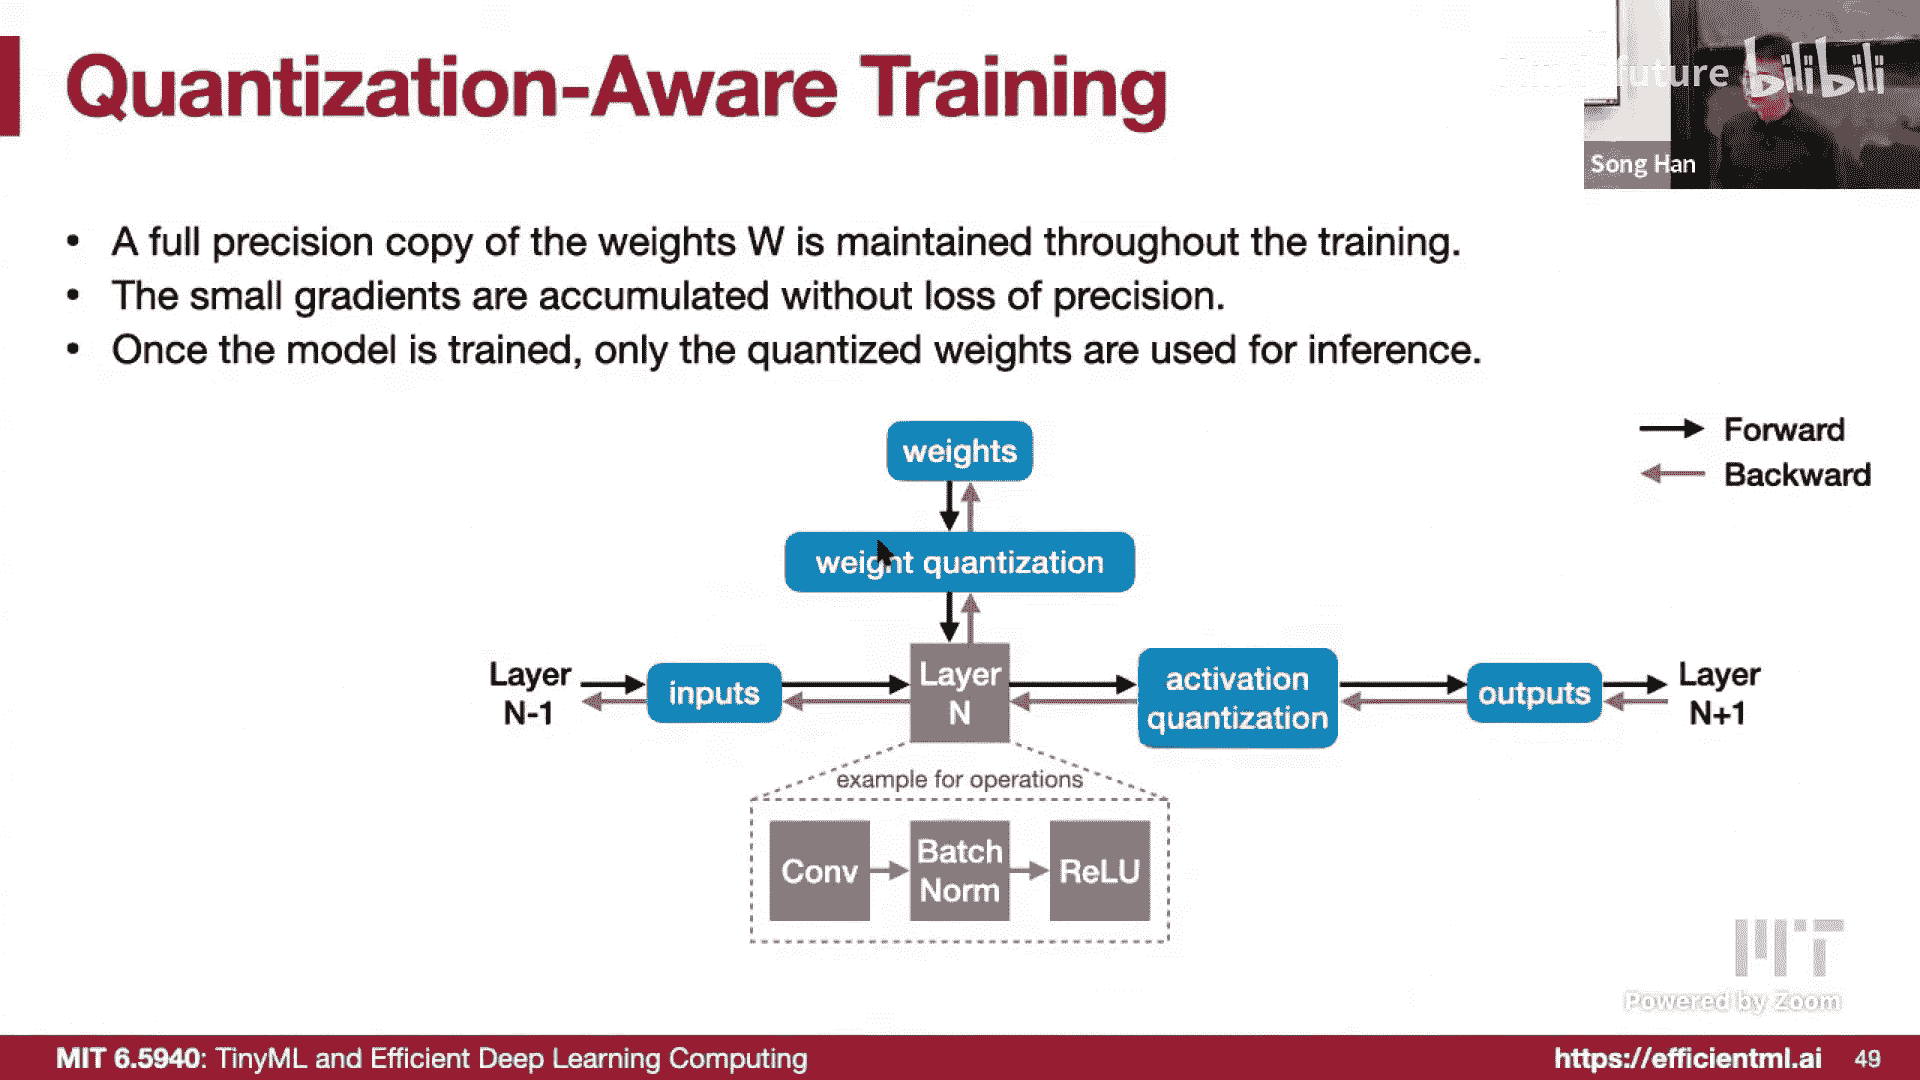 Quantization-Aware Training
future bilibili
Song Han
• A full precision copy of the weights W is maintained throughout the training.
• The small gradients are accumulated without loss of precision.
• Once the model is trained, only the quantized weights are used for inference.
Forward
Backward
weights
weight quantization
Layer
N-1
inputs
Layer
N
activation
quantization
outputs
Layer
N+1
example for operations
Conv
Batch
Norm
ReLU
MIT
Powered by Zoom
MIT 6.5940: TinyML and Efficient Deep Learning Computing
https://efficientml.ai
49